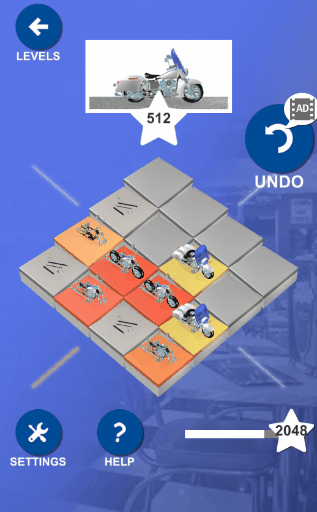 LEVELS
512
AD
UNDO
2048
SETTINGS
HELP
?